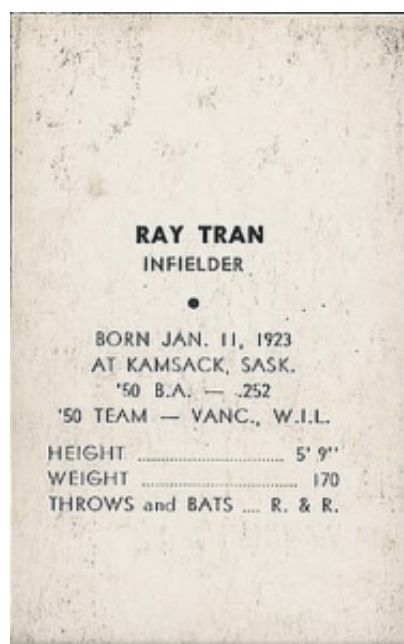 RAY TRAN
INFIELDER
•
BORN JAN. 11, 1923
AT KAMSACK, SASK.
'50 B.A. — .252
'50 TEAM — VANC., W.I.L.
HEIGHT .............................. 5' 9"
WEIGHT ................................ 170
THROWS and BATS .... R. & R.